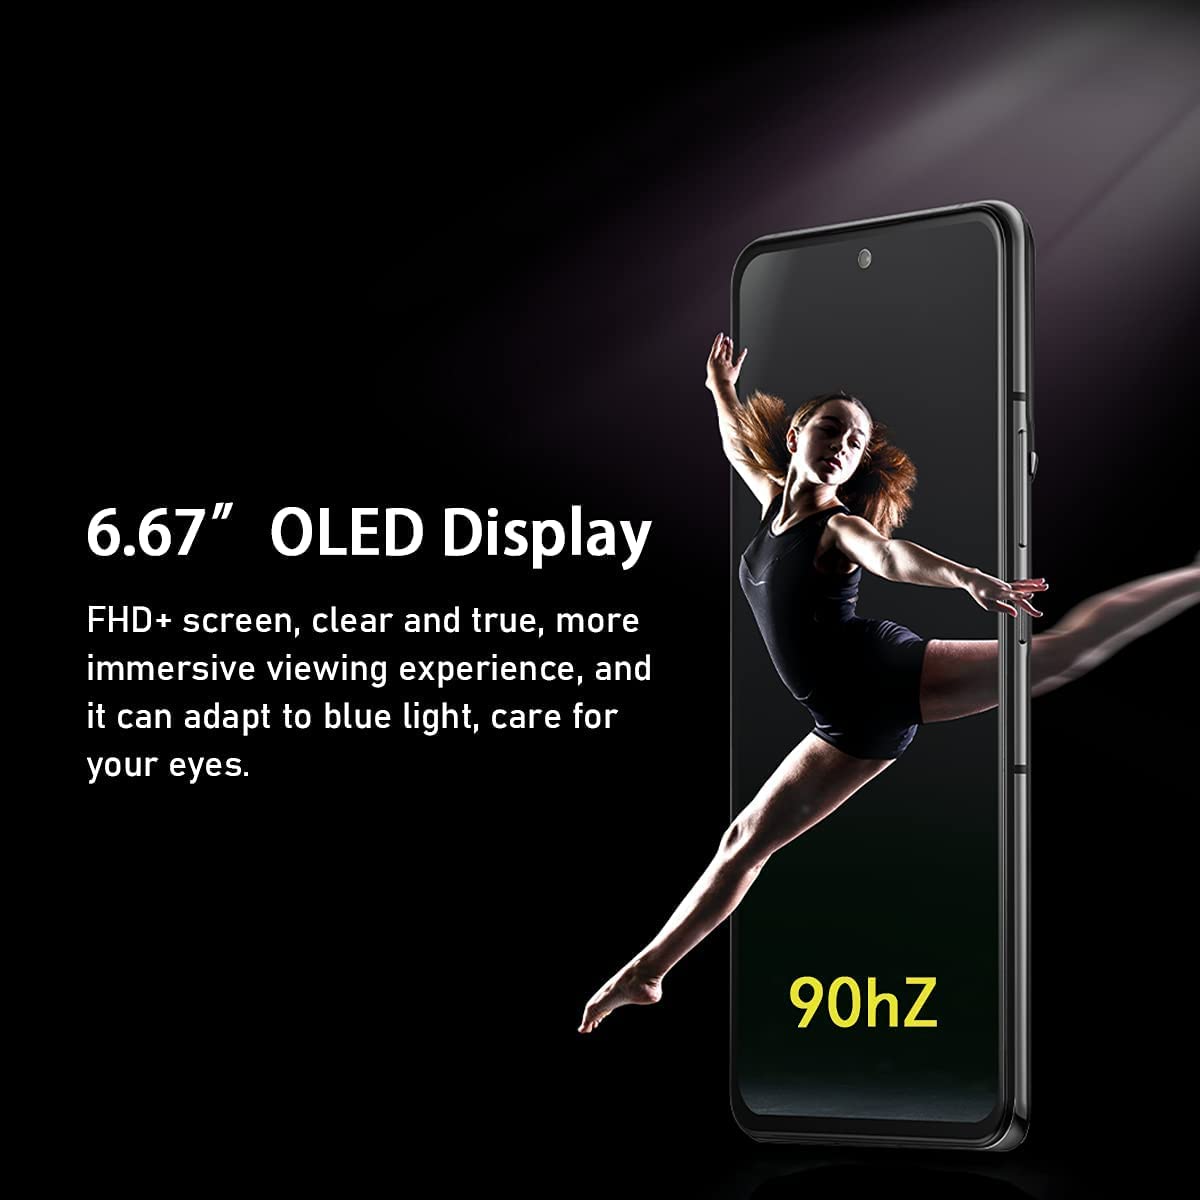 6.67″ OLED Display
FHD+ screen, clear and true, more
immersive viewing experience, and
it can adapt to blue light, care for
your eyes.
90hZ